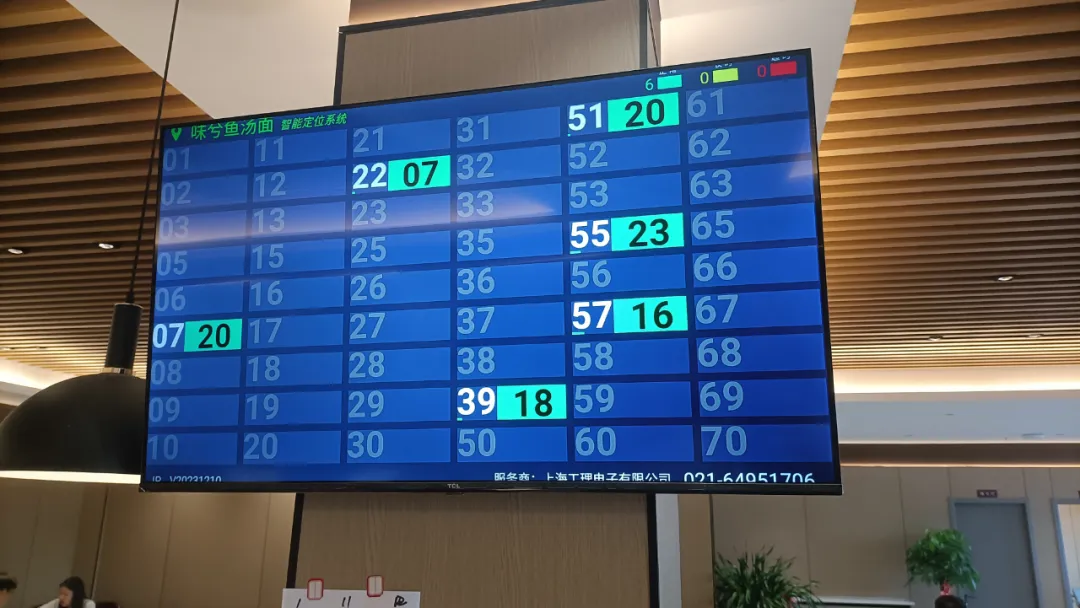 味兮鱼汤面 智能定位系统 6 0 0
01 11 21 31 51 20 61
02 12 22 07 32 52 62
03 13 23 33 53 63
05 15 25 35 55 23 65
06 16 26 36 56 66
07 20 17 27 37 57 16 67
08 18 28 38 58 68
09 19 29 39 18 59 69
10 20 30 50 60 70
V20231210 服务商：上海工理电子有限公司 021-64951706
TCL